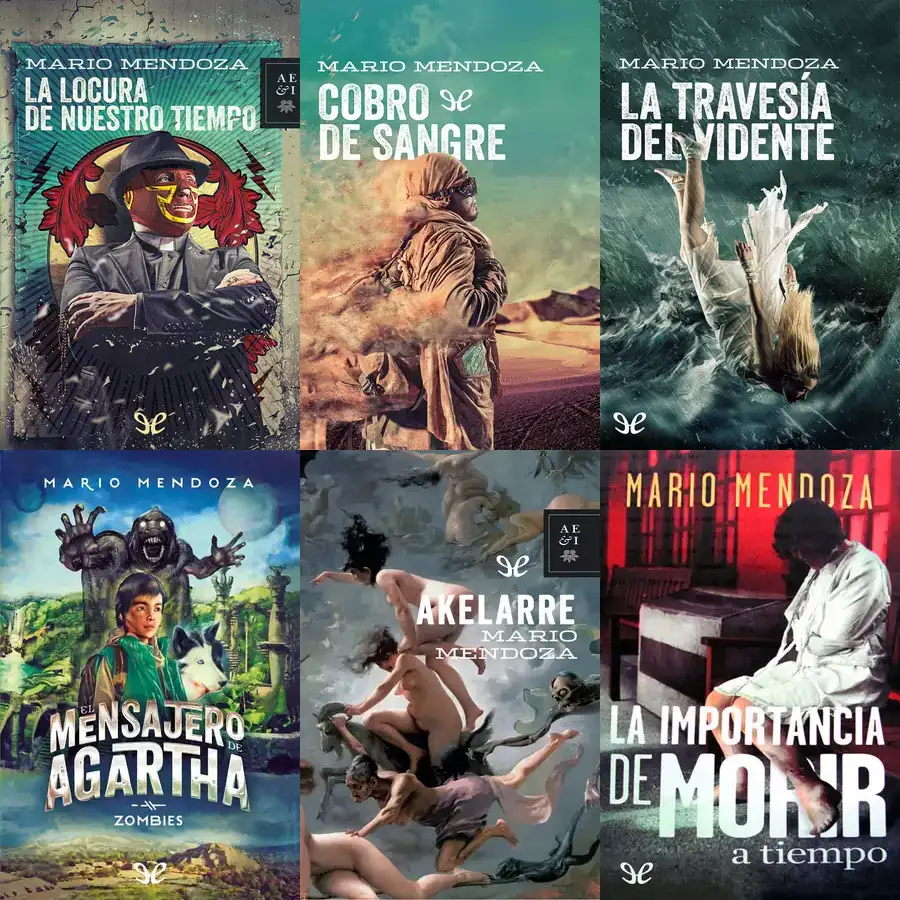 MARIO MENDOZA
LA LOCURA
DE NUESTRO TIEMPO
AE
&I
MARIO MENDOZA
COBRO
DE SANGRE
MARIO MENDOZA
LA TRAVESÍA
DEL VIDENTE
MARIO MENDOZA
EL
MENSAJERO
DE
AGARTHA
ZOMBIES
AE
&I
AKELARRE
MARIO
MENDOZA
MARIO MENDOZA
LA IMPORTANCIA
DE MORIR
a tiempo